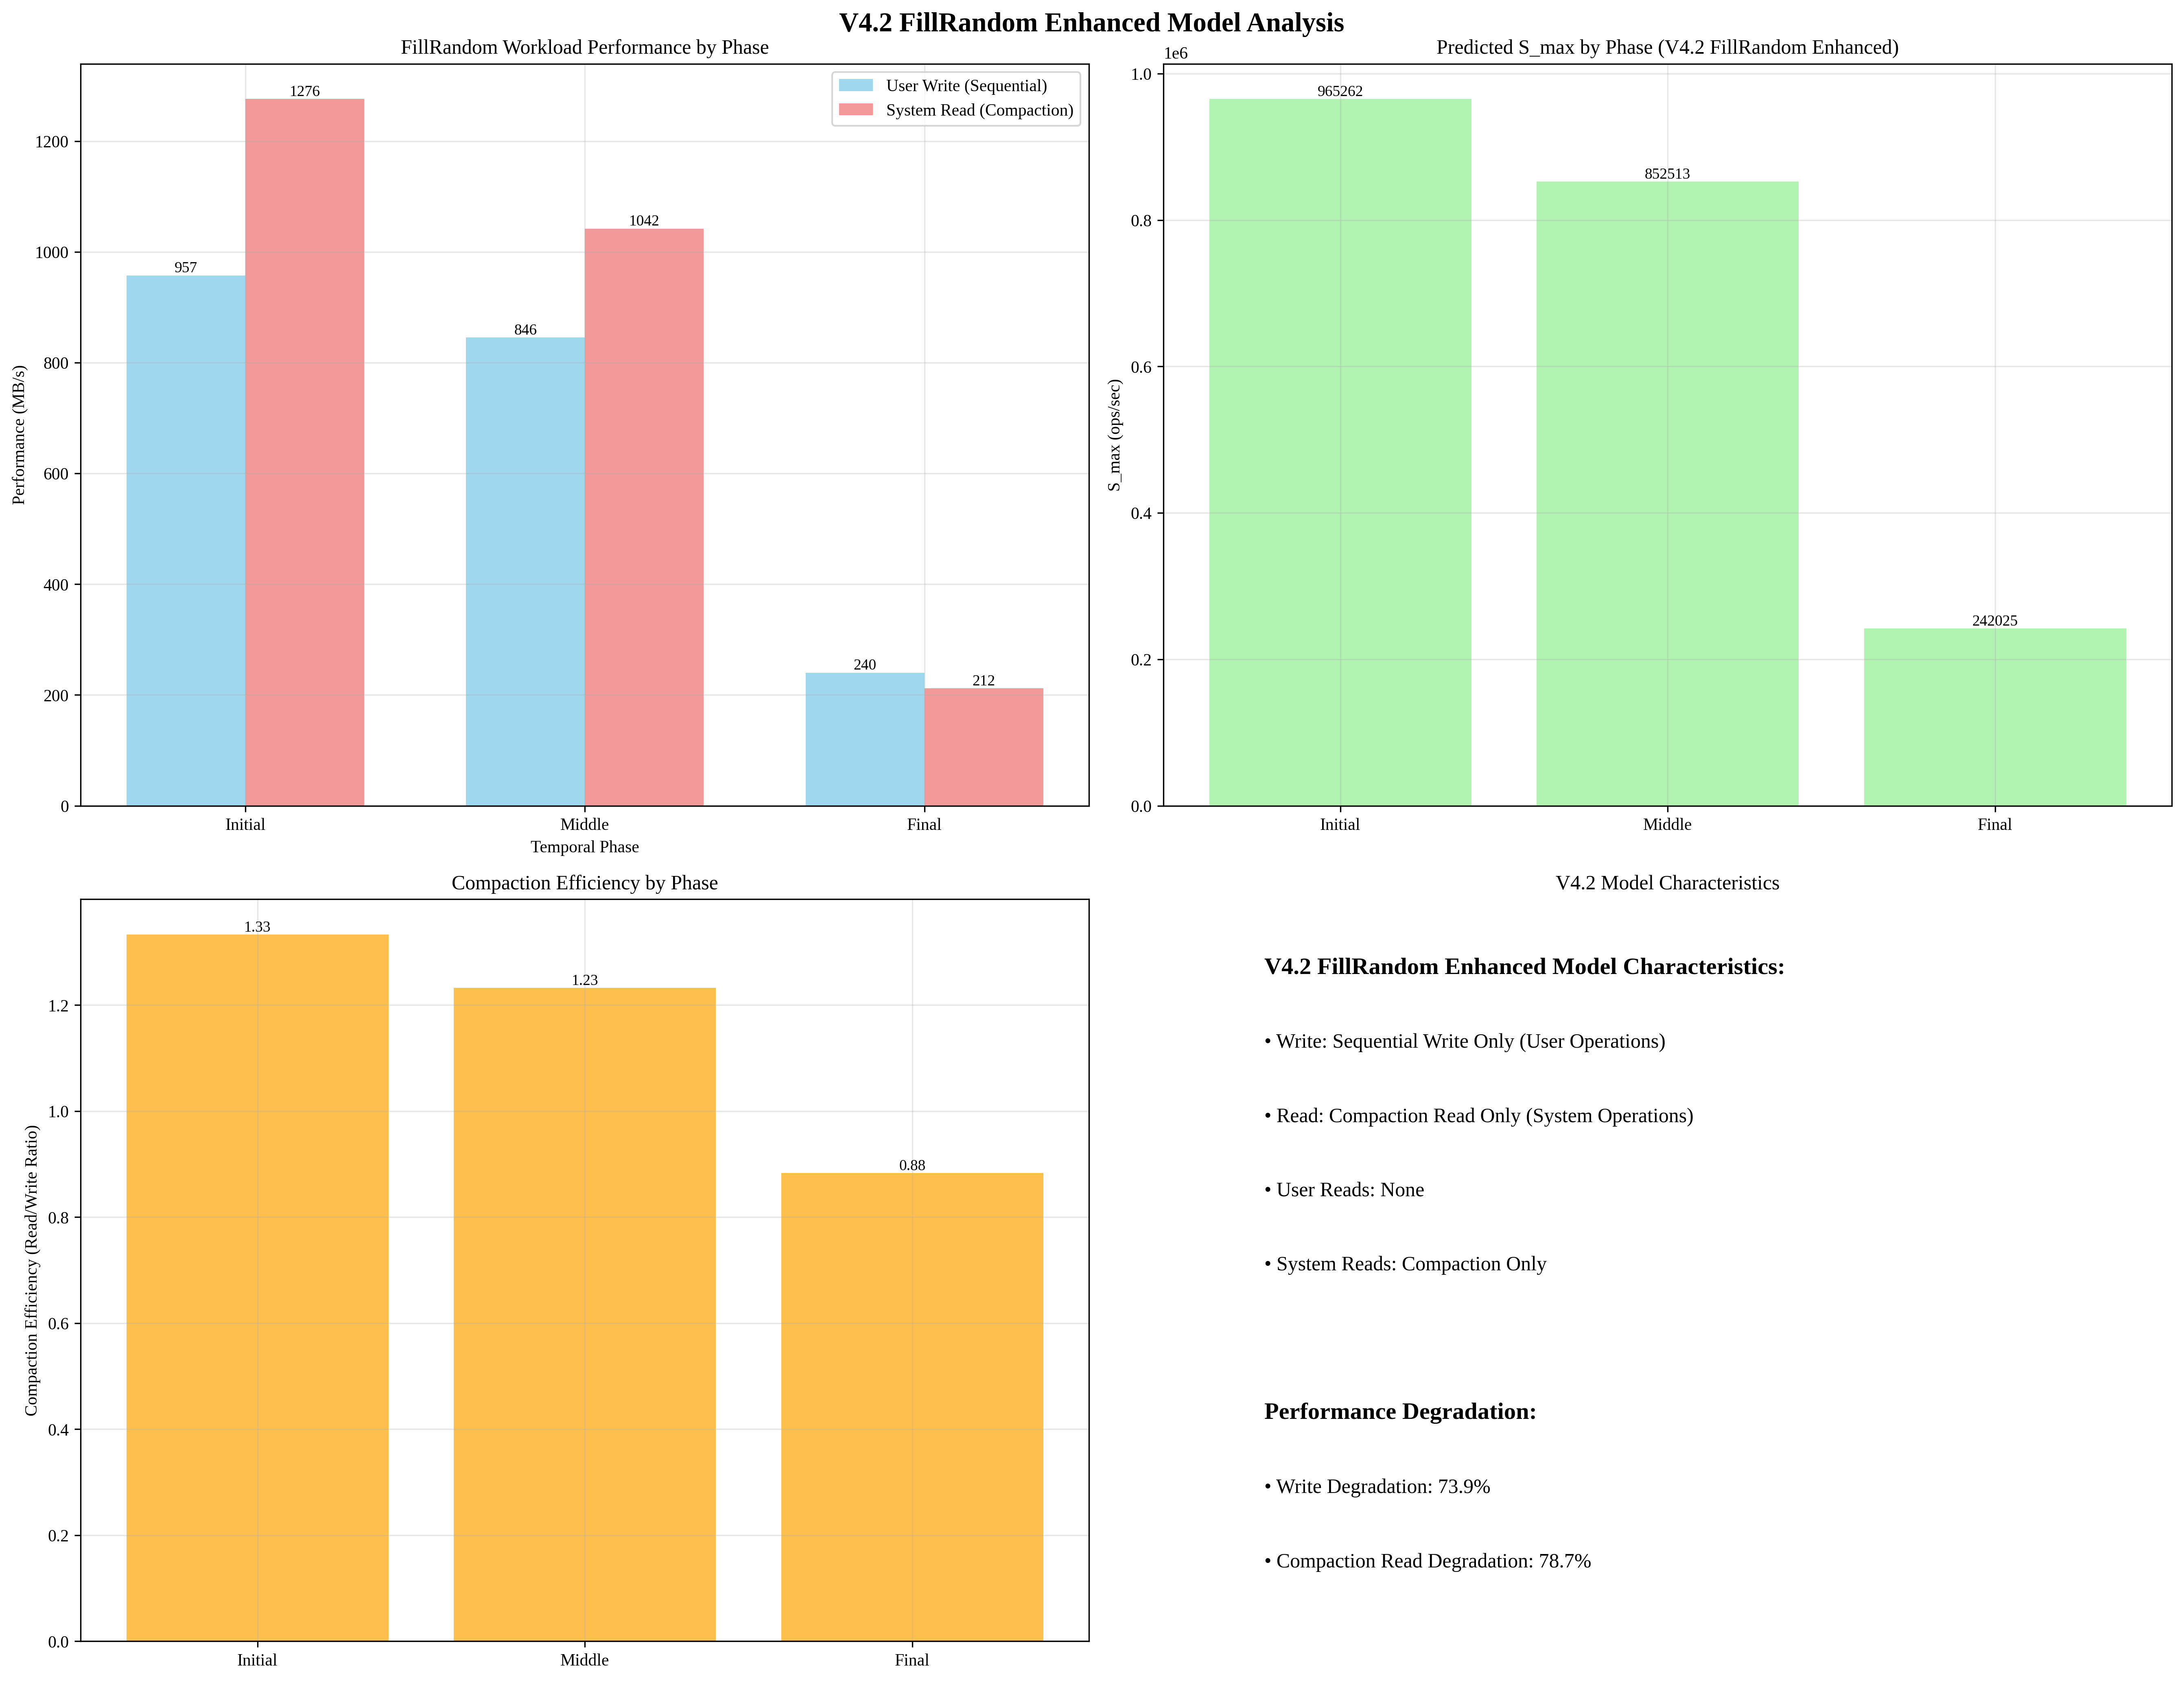 V4.2 FillRandom Enhanced Model Analysis
FillRandom Workload Performance by Phase
User Write (Sequential)
System Read (Compaction)
Performance (MB/s)
1200
1000
800
600
400
200
0
957
1276
846
1042
240
212
Initial
Middle
Final
Temporal Phase
Predicted S_max by Phase (V4.2 FillRandom Enhanced)
1e6
S_max (ops/sec)
1.0
0.8
0.6
0.4
0.2
0.0
965262
852513
242025
Initial
Middle
Final
Compaction Efficiency by Phase
Compaction Efficiency (Read/Write Ratio)
1.2
1.0
0.8
0.6
0.4
0.2
0.0
1.33
1.23
0.88
Initial
Middle
Final
V4.2 Model Characteristics
V4.2 FillRandom Enhanced Model Characteristics:
• Write: Sequential Write Only (User Operations)
• Read: Compaction Read Only (System Operations)
• User Reads: None
• System Reads: Compaction Only
Performance Degradation:
• Write Degradation: 73.9%
• Compaction Read Degradation: 78.7%